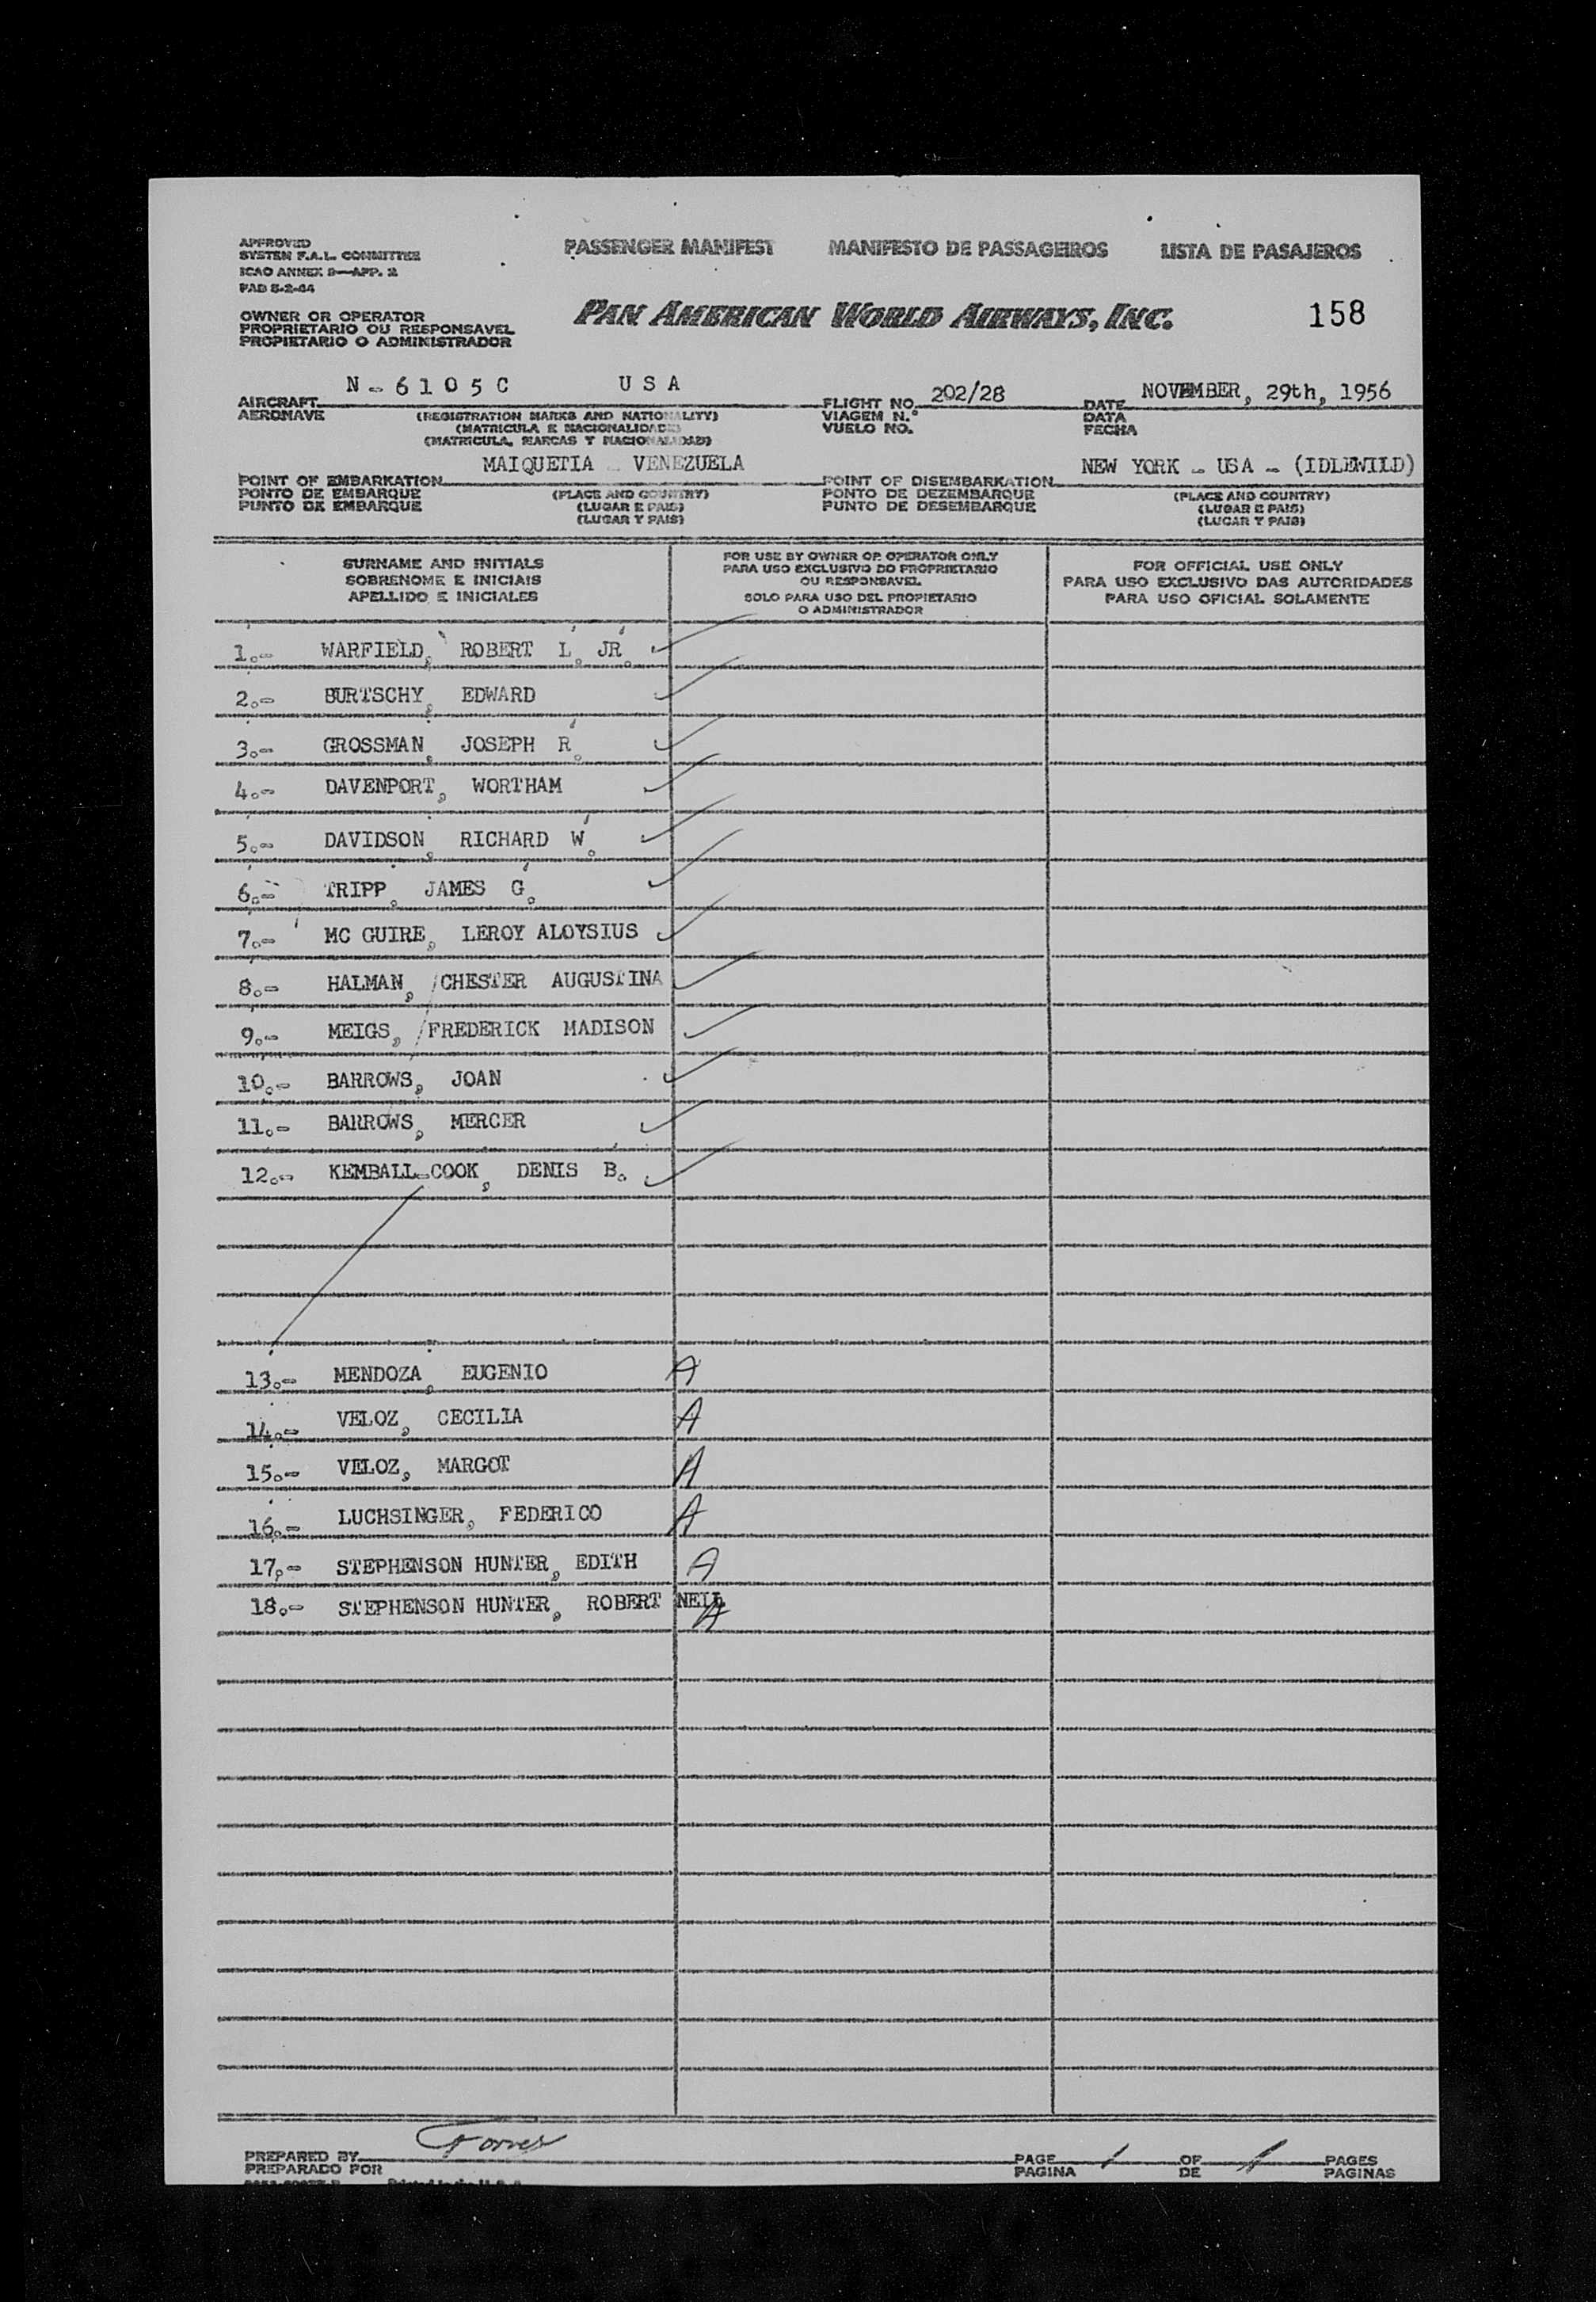 APPROVED
SYSTEM F.A.L. COMMITTEE
ICAO ANNEX 9—APP. 2
PAD 5-2-44
PASSENGER MANIFEST MANIFESTO DE PASSAGEIROS LISTA DE PASAJEROS
OWNER OR OPERATOR
PROPRIETARIO OU RESPONSAVEL
PROPIETARIO O ADMINISTRADOR
PAN AMERICAN WORLD AIRWAYS, INC. 158
AIRCRAFT N-6105C USA FLIGHT NO. 202/28 DATE NOVEMBER, 29th, 1956
AERONAVE (REGISTRATION MARKS AND NATIONALITY) VIAGEM N.º DATA
(MATRICULA E NACIONALIDADE) VUELO NO. FECHA
(MATRICULA, MARCAS Y NACIONALIDAD)
POINT OF EMBARKATION MAIQUETIA - VENEZUELA POINT OF DISEMBARKATION NEW YORK - USA - (IDLEWILD)
PONTO DE EMBARQUE (PLACE AND COUNTRY) PONTO DE DEZEMBARQUE (PLACE AND COUNTRY)
PUNTO DE EMBARQUE (LUGAR E PAIS) PUNTO DE DESEMBARQUE (LUGAR E PAIS)
(LUGAR Y PAIS) (LUGAR Y PAIS)
SURNAME AND INITIALS
SOBRENOME E INICIAIS
APELLIDO E INICIALES
FOR USE BY OWNER OR OPERATOR ONLY
PARA USO EXCLUSIVO DO PROPRIETARIO
OU RESPONSAVEL
SOLO PARA USO DEL PROPIETARIO
O ADMINISTRADOR
FOR OFFICIAL USE ONLY
PARA USO EXCLUSIVO DAS AUTORIDADES
PARA USO OFICIAL SOLAMENTE
1.- WARFIELD, ROBERT L. JR.
2.- BURTSCHY, EDWARD
3.- GROSSMAN, JOSEPH R.
4.- DAVENPORT, WORTHAM
5.- DAVIDSON, RICHARD W.
6.- TRIPP, JAMES G.
7.- MC GUIRE, LEROY ALOYSIUS
8.- HALMAN, CHESTER AUGUSTINA
9.- MEIGS, FREDERICK MADISON
10.- BARROWS, JOAN
11.- BARROWS, MERCER
12.- KEMBALL-COOK, DENIS B.
13.- MENDOZA, EUGENIO A
14.- VELOZ, CECILIA A
15.- VELOZ, MARGOT A
16.- LUCHSINGER, FEDERICO A
17.- STEPHENSON HUNTER, EDITH A
18.- STEPHENSON HUNTER, ROBERT NEIL A
PREPARED BY Torres PAGE 1 OF 1 PAGES
PREPARADO POR PAGINA DE PAGINAS